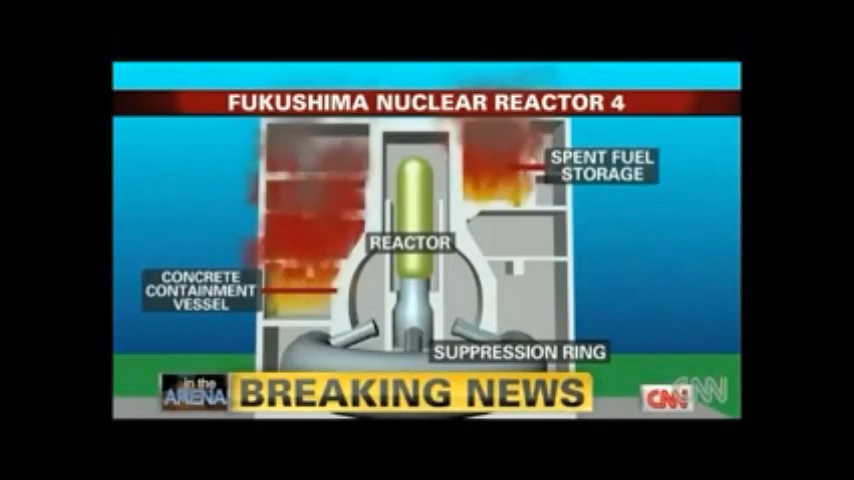 FUKUSHIMA NUCLEAR REACTOR 4
SPENT FUEL
STORAGE
REACTOR
CONCRETE
CONTAINMENT
VESSEL
SUPPRESSION RING
in the
ARENA
BREAKING NEWS
CNN
CNN